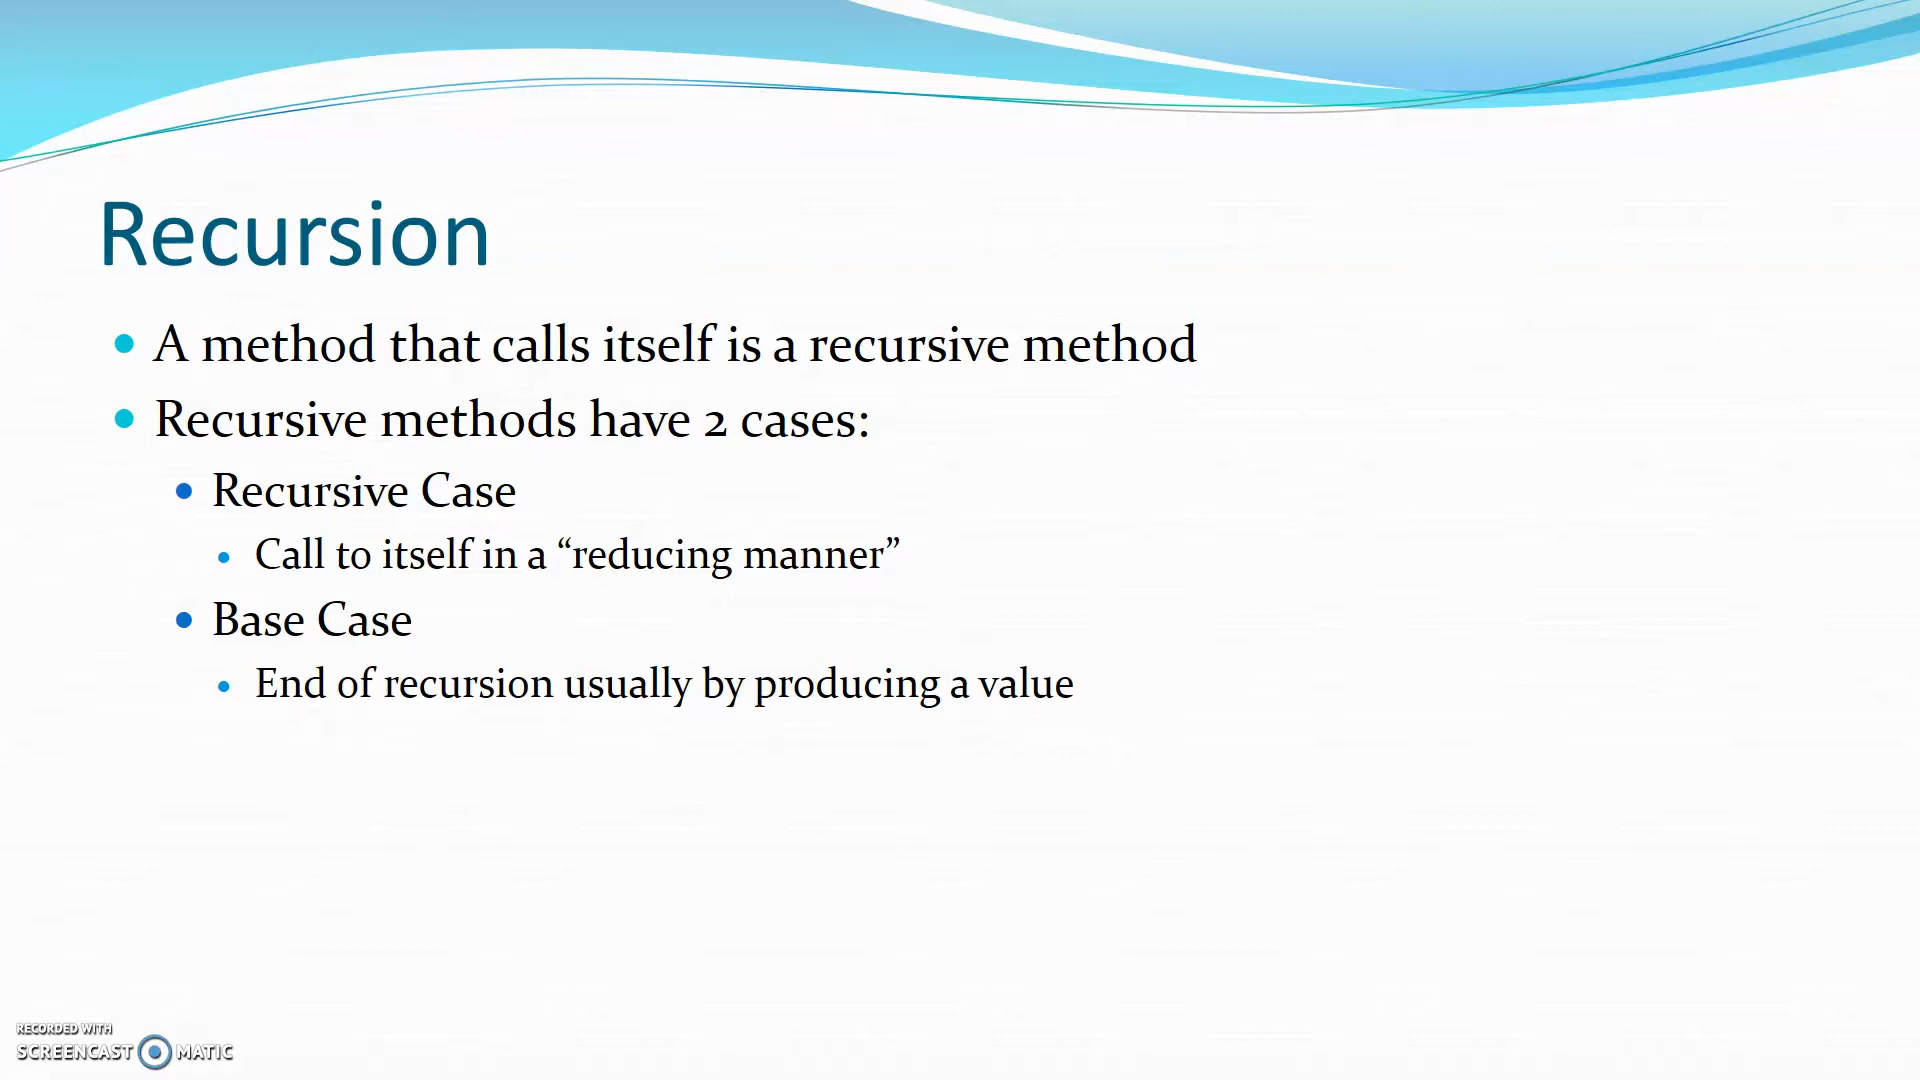 Recursion
A method that calls itself is a recursive method
Recursive methods have 2 cases:
Recursive Case
Call to itself in a “reducing manner”
Base Case
End of recursion usually by producing a value
RECORDED WITH
SCREENCAST MATIC